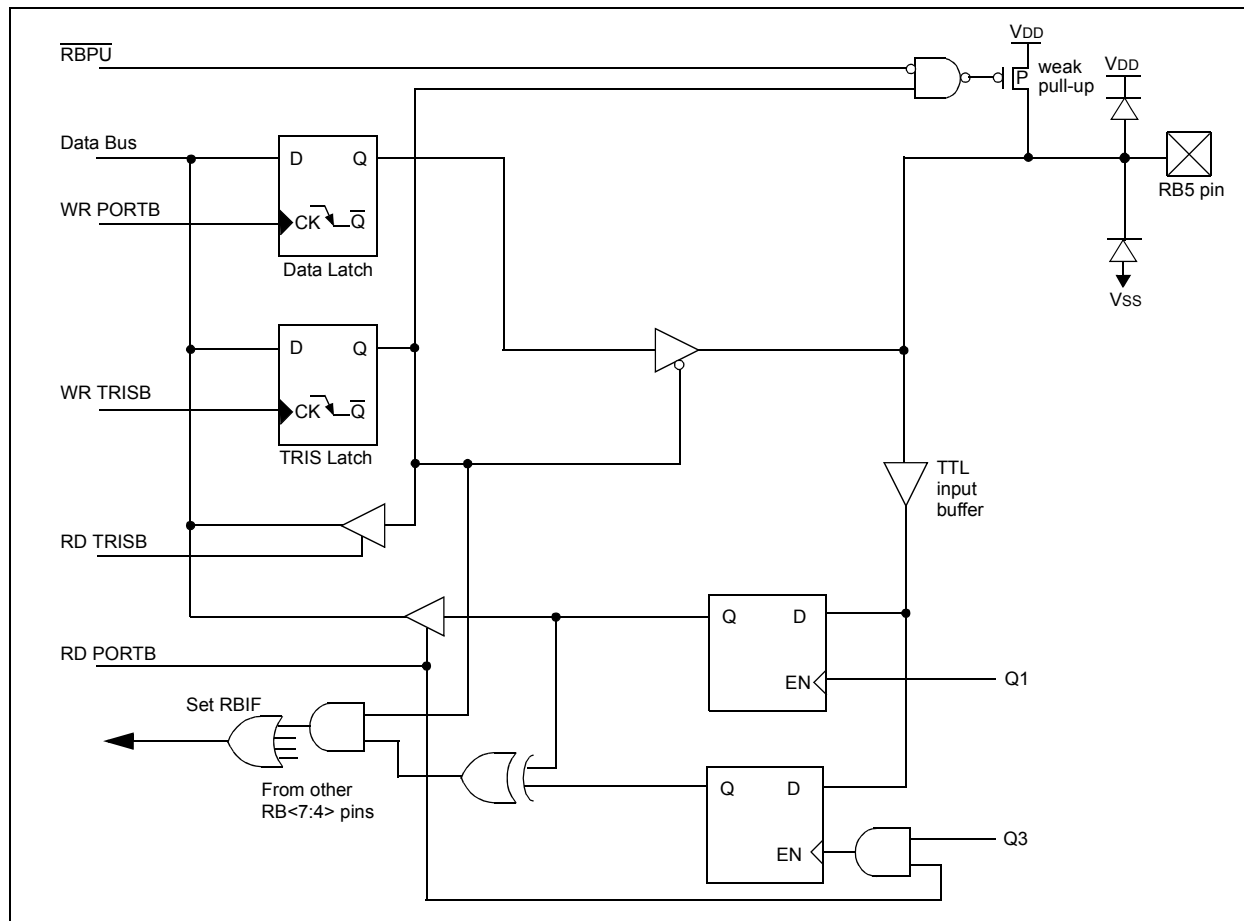 VDD
RBPU
P
weak
pull-up
VDD
Data Bus
D
Q
RB5 pin
WR PORTB
CK
Q
Data Latch
VSS
D
Q
WR TRISB
CK
Q
TRIS Latch
TTL
input
buffer
RD TRISB
Q
D
RD PORTB
EN
Q1
Set RBIF
From other
RB<7:4> pins
Q
D
Q3
EN